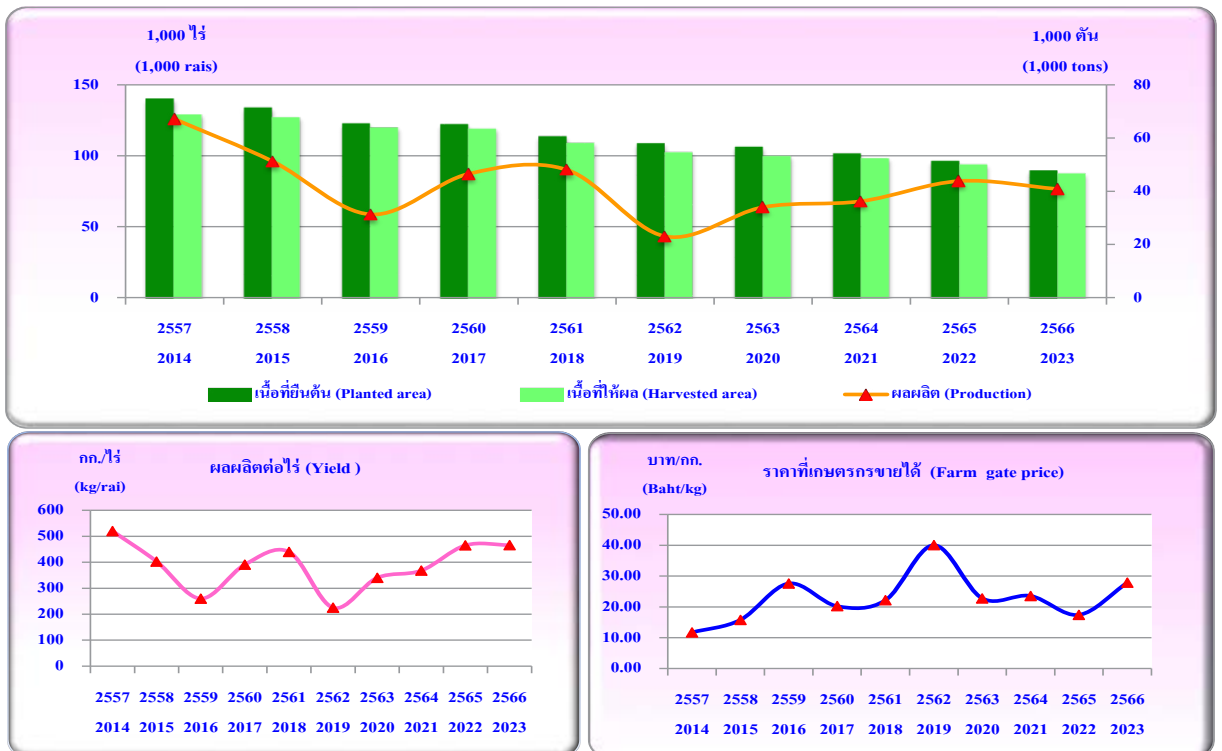 1,000 ไร่ 1,000 ตัน
(1,000 rais) (1,000 tons)
150 80
100 60
40
50
20
0 0
2557 2558 2559 2560 2561 2562 2563 2564 2565 2566
2014 2015 2016 2017 2018 2019 2020 2021 2022 2023
เนื้อที่ยืนต้น (Planted area) เนื้อที่ให้ผล (Harvested area) ผลผลิต (Production)
กก./ไร่ ผลผลิตต่อไร่ (Yield )
(kg/rai)
600
500
400
300
200
100
0
2557 2558 2559 2560 2561 2562 2563 2564 2565 2566
2014 2015 2016 2017 2018 2019 2020 2021 2022 2023
บาท/กก. ราคาที่เกษตรกรขายได้ (Farm gate price)
(Baht/kg)
50.00
40.00
30.00
20.00
10.00
0.00
2557 2558 2559 2560 2561 2562 2563 2564 2565 2566
2014 2015 2016 2017 2018 2019 2020 2021 2022 2023